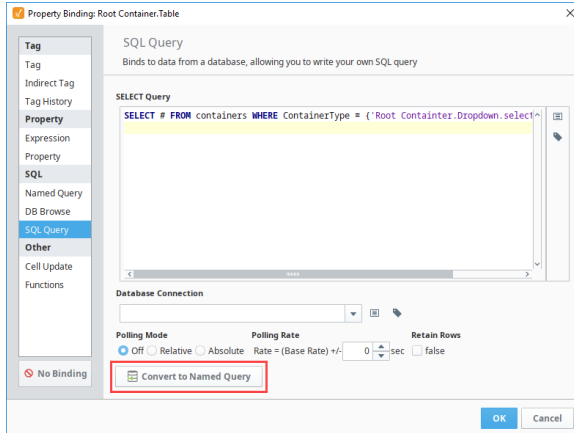 Property Binding: Root Container.Table
Tag
Tag
Indirect Tag
Tag History
Property
Expression
Property
SQL
Named Query
DB Browse
SQL Query
Other
Cell Update
Functions
No Binding
SQL Query
Binds to data from a database, allowing you to write your own SQL query
SELECT Query
SELECT # FROM containers WHERE ContainerType = {'Root Containter.Dropdown.select
Database Connection
Polling Mode Polling Rate Retain Rows
Off Relative Absolute Rate = (Base Rate) +/- 0 sec false
Convert to Named Query
OK Cancel